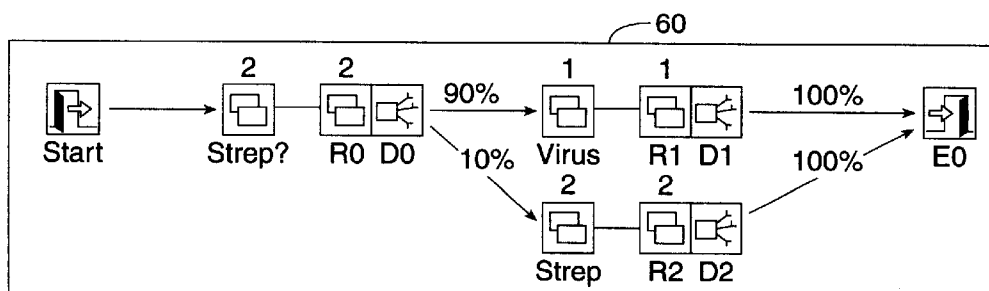 60
2 2 1 1
90% 100%
Start Strep? R0 D0 Virus R1 D1 E0
10% 100%
2 2
Strep R2 D2